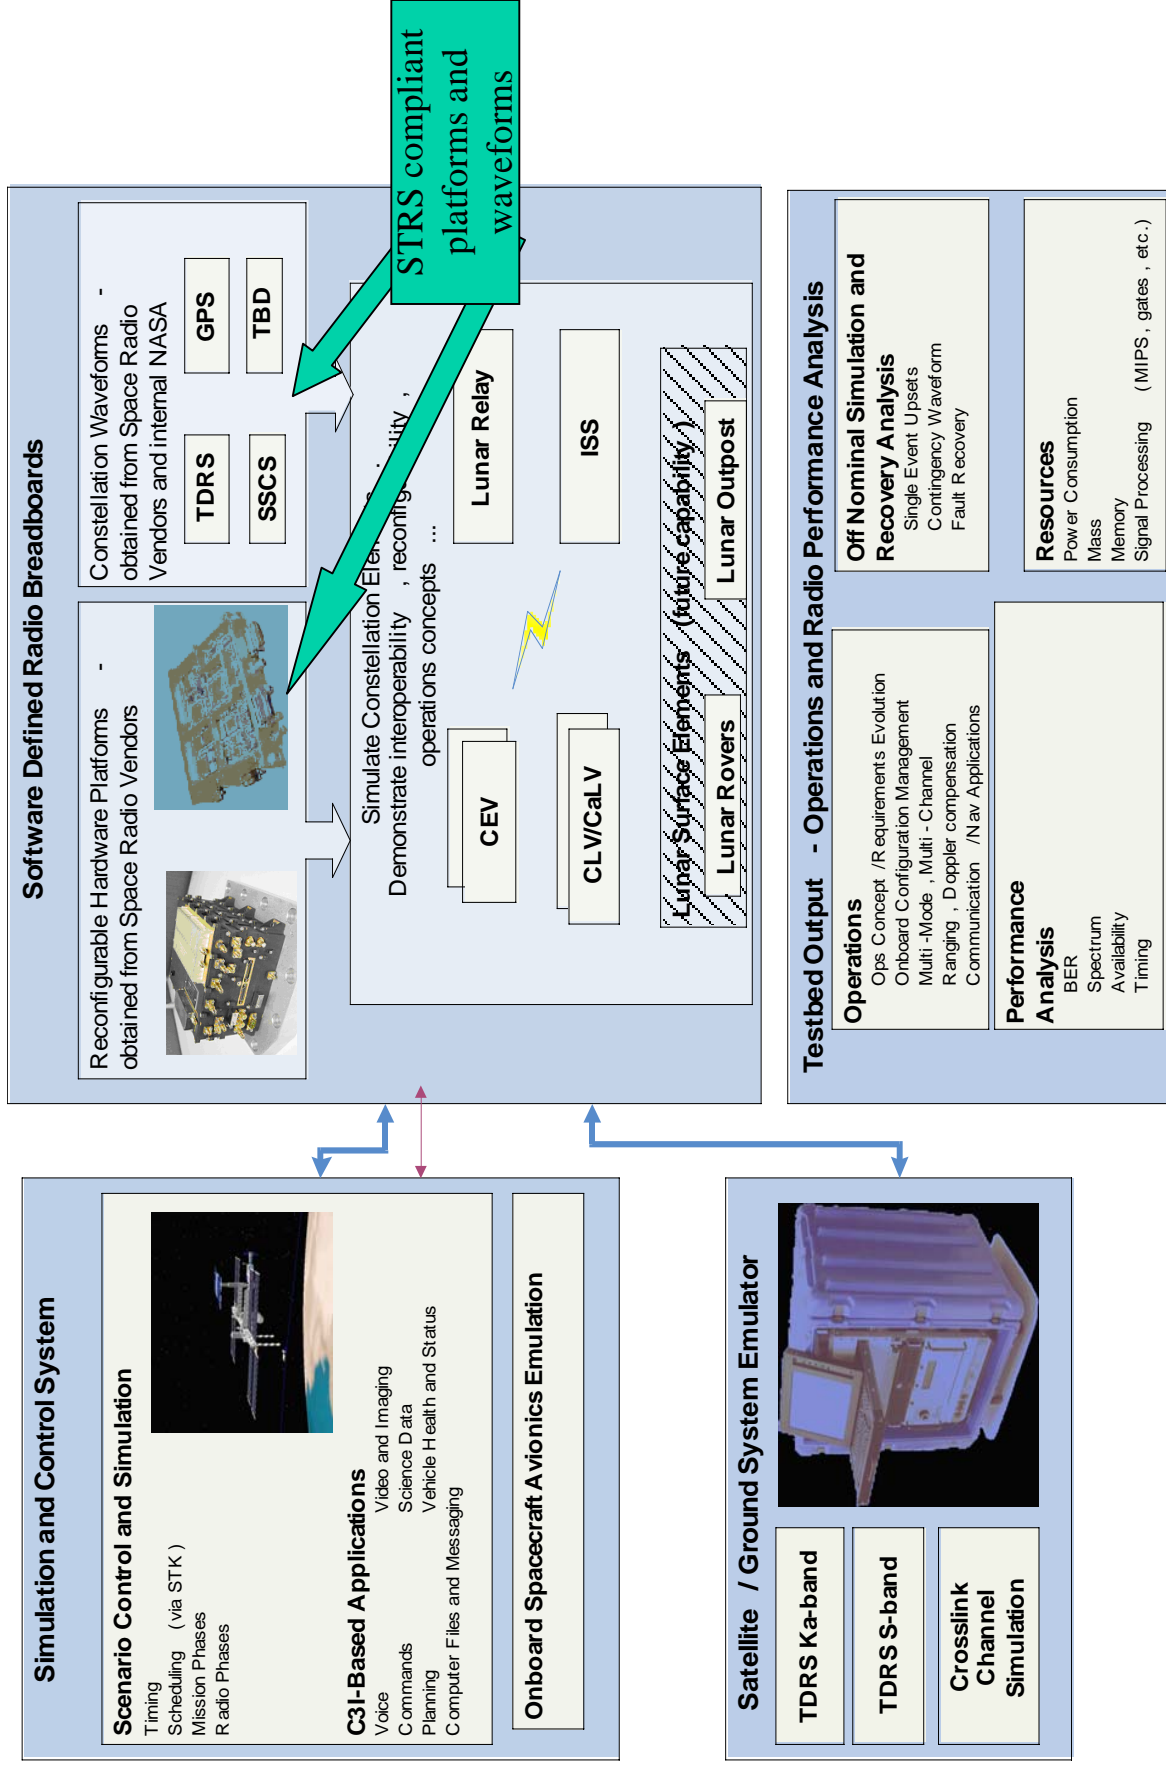 Simulation and Control System
Scenario Control and Simulation
Timing
Scheduling (via STK)
Mission Phases
Radio Phases
C3I-Based Applications
Voice Video and Imaging
Commands Science Data
Planning Vehicle Health and Status
Computer Files and Messaging
Onboard Spacecraft Avionics Emulation
Satellite / Ground System Emulator
TDRS Ka-band
TDRS S-band
Crosslink
Channel
Simulation
Software Defined Radio Breadboards
Reconfigurable Hardware Platforms -
obtained from Space Radio Vendors
Constellation Waveforms -
obtained from Space Radio
Vendors and internal NASA
TDRS
GPS
SSCS
TBD
STRS compliant
platforms and
waveforms
Simulate Constellation
Demonstrate interoperability , reconfigurability ,
operations concepts ...
CEV
Lunar Relay
CLV/CaLV
ISS
Lunar Surface Elements (future capability )
Lunar Rovers
Lunar Outpost
Testbed Output - Operations and Radio Performance Analysis
Operations
Ops Concept /Requirements Evolution
Onboard Configuration Management
Multi -Mode , Multi - Channel
Ranging , Doppler compensation
Communication /Nav Applications
Off Nominal Simulation and
Recovery Analysis
Single Event Upsets
Contingency Waveform
Fault Recovery
Performance
Analysis
BER
Spectrum
Availability
Timing
Resources
Power Consumption
Mass
Memory
Signal Processing (MIPS, gates , etc.)